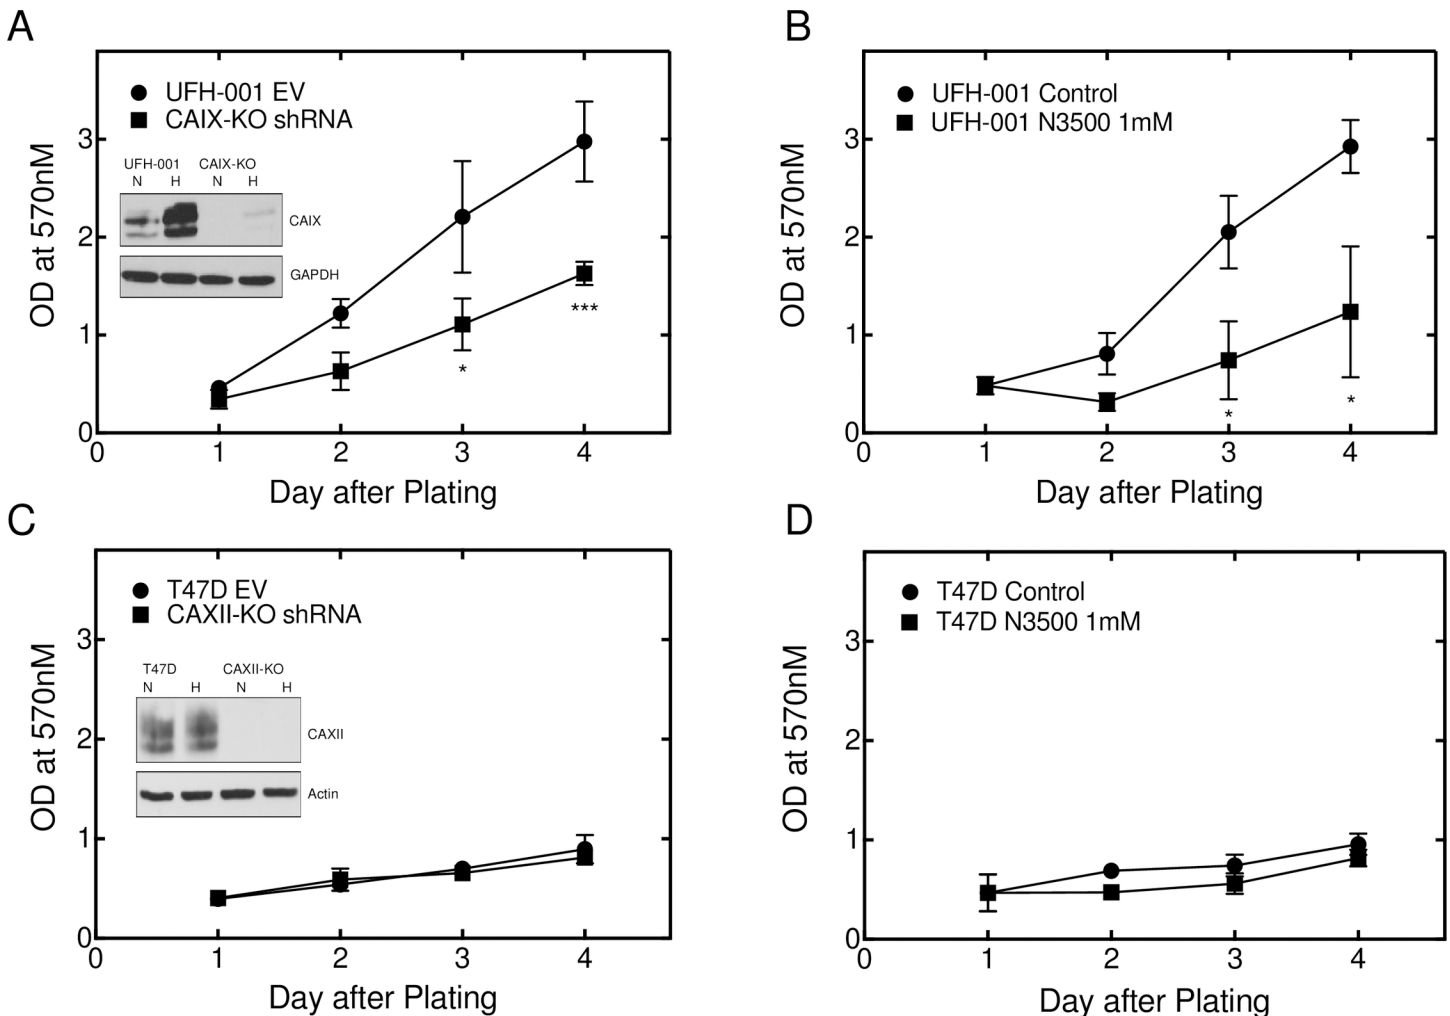 A
UFH-001 EV
CAIX-KO shRNA
UFH-001 CAIX-KO
N H N H
CAIX
GAPDH
***
*
3
2
1
0
OD at 570nM
0 1 2 3 4
Day after Plating
B
UFH-001 Control
UFH-001 N3500 1mM
*
*
3
2
1
0
OD at 570nM
0 1 2 3 4
Day after Plating
C
T47D EV
CAXII-KO shRNA
T47D CAXII-KO
N H N H
CAXII
Actin
3
2
1
0
OD at 570nM
0 1 2 3 4
Day after Plating
D
T47D Control
T47D N3500 1mM
3
2
1
0
OD at 570nM
0 1 2 3 4
Day after Plating